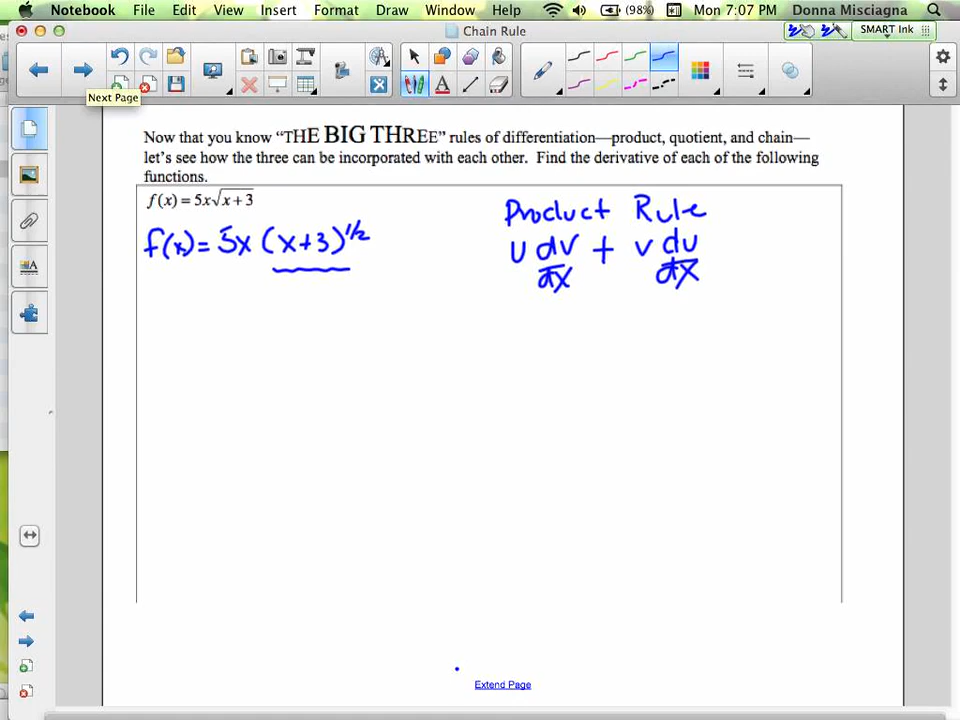 Notebook File Edit View Insert Format Draw Window Help (98%) Mon 7:07 PM Donna Misciagna
Chain Rule
SMART Ink
Next Page
Now that you know “THE BIG THREE” rules of differentiation—product, quotient, and chain—
let’s see how the three can be incorporated with each other. Find the derivative of each of the following
functions.
f(x) = 5x√(x+3)
Product Rule
f(x) = 5x (x+3)^1/2
u dv/dx + v du/dx
Extend Page